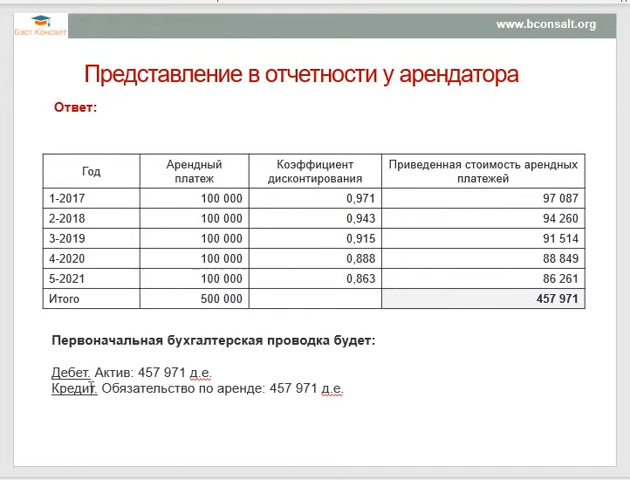 Бэст Консалт
www.bconsalt.org
Представление в отчетности у арендатора
Ответ:
Год Арендный платеж Коэффициент дисконтирования Приведенная стоимость арендных платежей
1-2017 100 000 0,971 97 087
2-2018 100 000 0,943 94 260
3-2019 100 000 0,915 91 514
4-2020 100 000 0,888 88 849
5-2021 100 000 0,863 86 261
Итого 500 000 457 971
Первоначальная бухгалтерская проводка будет:
Дебет. Актив: 457 971 д.е.
Кредит. Обязательство по аренде: 457 971 д.е.